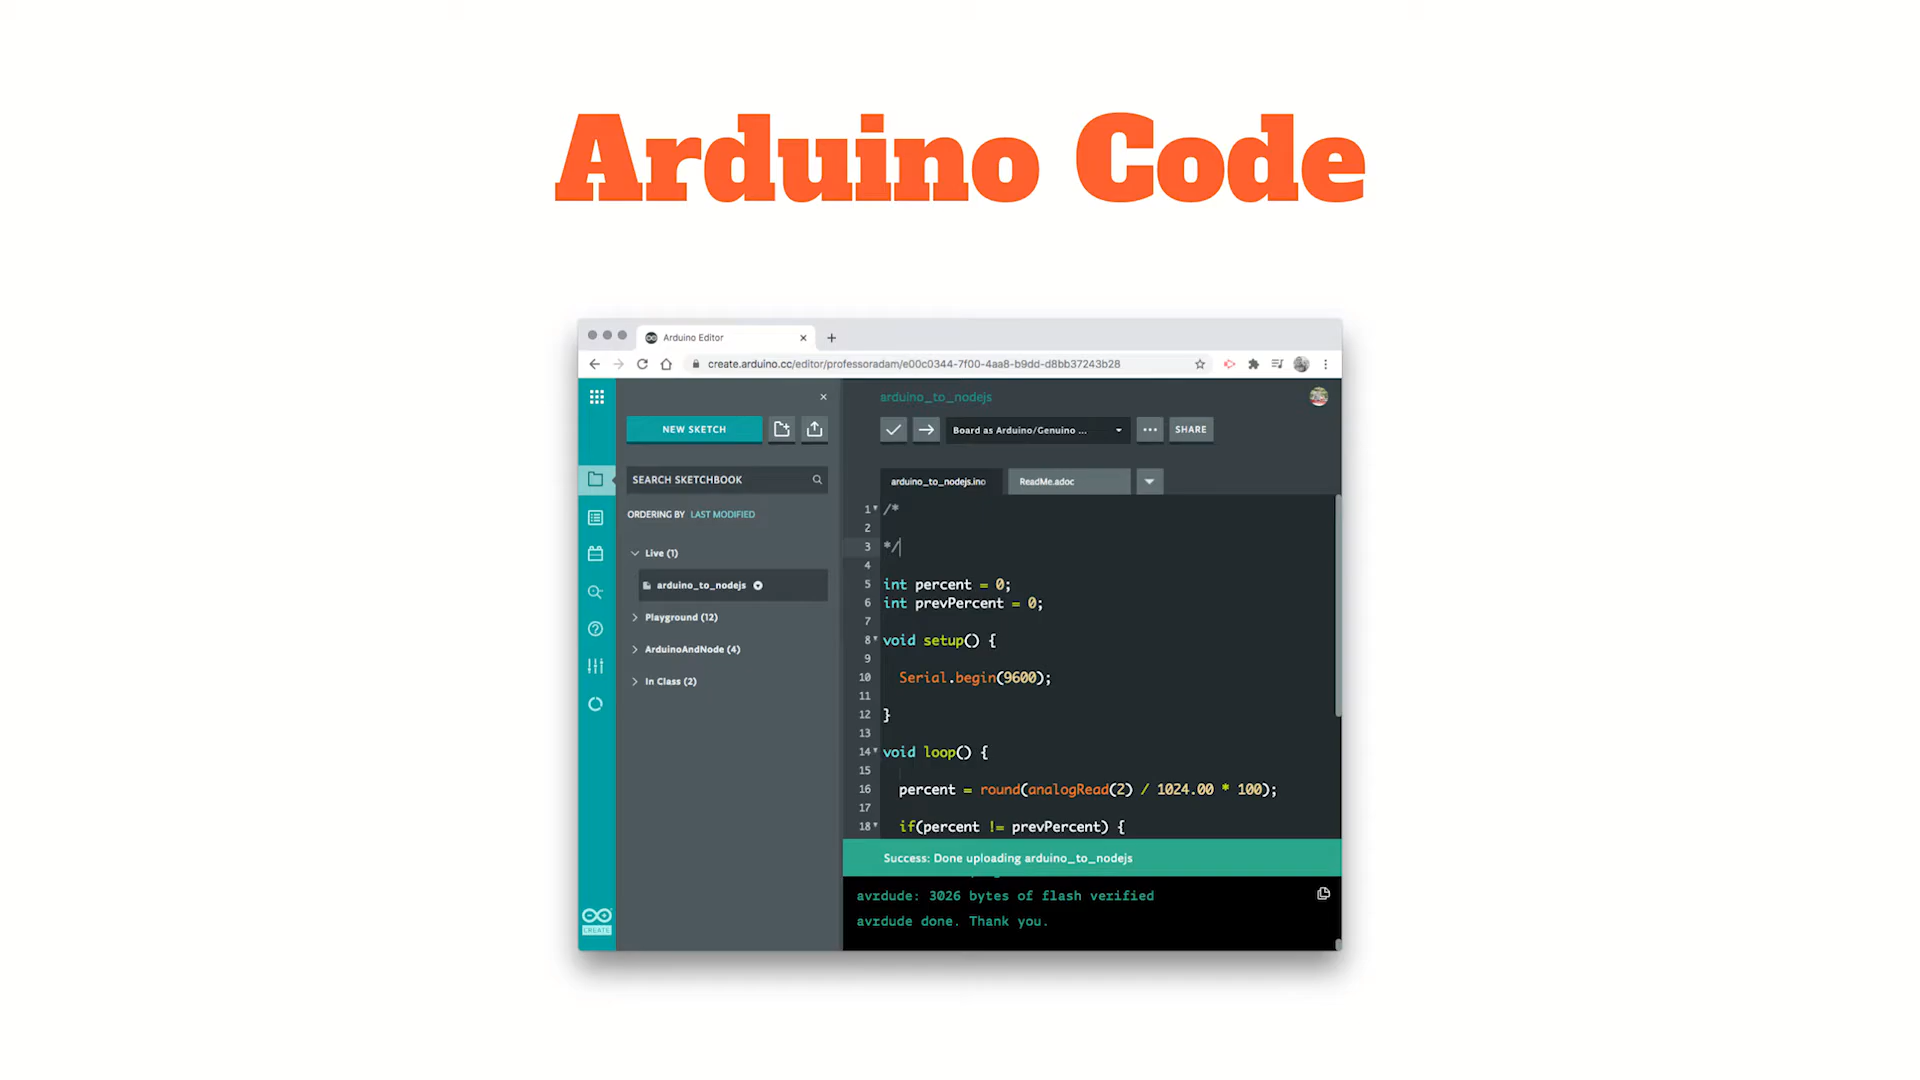 Arduino Code
Arduino Editor
create.arduino.cc/editor/professoradam/e00c0344-7f00-4aa8-b9dd-d8bb37243b28
arduino_to_nodejs
NEW SKETCH
Board as Arduino/Genuino ...
SHARE
SEARCH SKETCHBOOK
ORDERING BY LAST MODIFIED
Live (1)
arduino_to_nodejs
Playground (12)
ArduinoAndNode (4)
In Class (2)
CREATE
arduino_to_nodejs.ino
ReadMe.adoc
1 /*
2
3 */
4
5 int percent = 0;
6 int prevPercent = 0;
7
8 void setup() {
9
10 Serial.begin(9600);
11
12 }
13
14 void loop() {
15
16 percent = round(analogRead(2) / 1024.00 * 100);
17
18 if(percent != prevPercent) {
Success: Done uploading arduino_to_nodejs
avrdude: 3026 bytes of flash verified
avrdude done. Thank you.